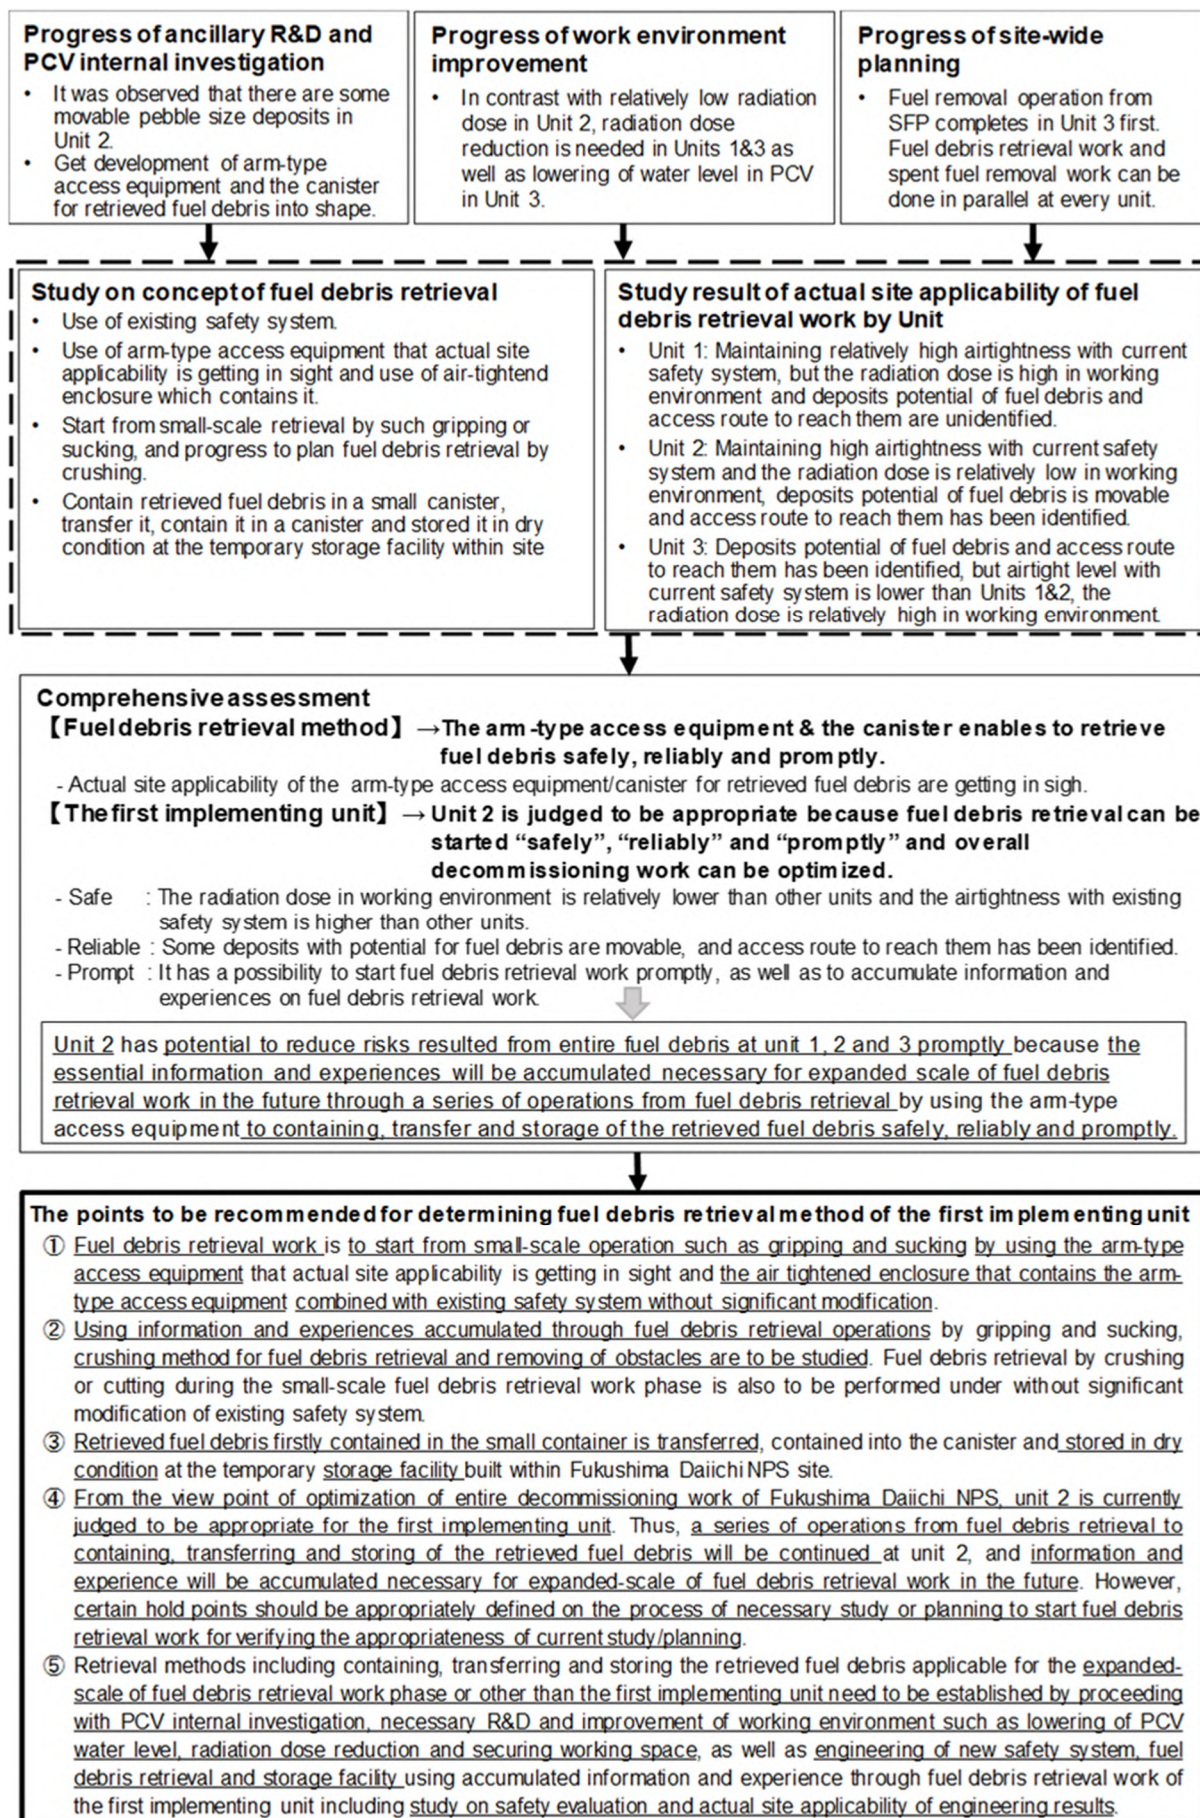 Progress of ancillary R&D and
PCV internal investigation
• It was observed that there are some
movable pebble size deposits in
Unit 2.
• Get development of arm-type
access equipment and the canister
for retrieved fuel debris into shape.
Progress of work environment
improvement
• In contrast with relatively low radiation
dose in Unit 2, radiation dose
reduction is needed in Units 1&3 as
well as lowering of water level in PCV
in Unit 3.
Progress of site-wide
planning
• Fuel removal operation from
SFP completes in Unit 3 first.
Fuel debris retrieval work and
spent fuel removal work can be
done in parallel at every unit.
Study on concept of fuel debris retrieval
• Use of existing safety system.
• Use of arm-type access equipment that actual site
applicability is getting in sight and use of air-tightend
enclosure which contains it.
• Start from small-scale retrieval by such gripping or
sucking, and progress to plan fuel debris retrieval by
crushing.
• Contain retrieved fuel debris in a small canister,
transfer it, contain it in a canister and stored it in dry
condition at the temporary storage facility within site
Study result of actual site applicability of fuel
debris retrieval work by Unit
• Unit 1: Maintaining relatively high airtightness with current
safety system, but the radiation dose is high in working
environment and deposits potential of fuel debris and
access route to reach them are unidentified.
• Unit 2: Maintaining high airtightness with current safety
system and the radiation dose is relatively low in working
environment, deposits potential of fuel debris is movable
and access route to reach them has been identified.
• Unit 3: Deposits potential of fuel debris and access route
to reach them has been identified, but airtight level with
current safety system is lower than Units 1&2, the
radiation dose is relatively high in working environment.
Comprehensive assessment
【Fuel debris retrieval method】 →The arm-type access equipment & the canister enables to retrieve
fuel debris safely, reliably and promptly.
- Actual site applicability of the arm-type access equipment/canister for retrieved fuel debris are getting in sigh.
【The first implementing unit】 → Unit 2 is judged to be appropriate because fuel debris retrieval can be
started “safely”, “reliably” and “promptly” and overall
decommissioning work can be optimized.
- Safe : The radiation dose in working environment is relatively lower than other units and the airtightness with existing
safety system is higher than other units.
- Reliable : Some deposits with potential for fuel debris are movable, and access route to reach them has been identified.
- Prompt : It has a possibility to start fuel debris retrieval work promptly, as well as to accumulate information and
experiences on fuel debris retrieval work.
Unit 2 has potential to reduce risks resulted from entire fuel debris at unit 1, 2 and 3 promptly because the
essential information and experiences will be accumulated necessary for expanded scale of fuel debris
retrieval work in the future through a series of operations from fuel debris retrieval by using the arm-type
access equipment to containing, transfer and storage of the retrieved fuel debris safely, reliably and promptly.
The points to be recommended for determining fuel debris retrieval method of the first implementing unit
① Fuel debris retrieval work is to start from small-scale operation such as gripping and sucking by using the arm-type
access equipment that actual site applicability is getting in sight and the air tightened enclosure that contains the arm-
type access equipment combined with existing safety system without significant modification.
② Using information and experiences accumulated through fuel debris retrieval operations by gripping and sucking,
crushing method for fuel debris retrieval and removing of obstacles are to be studied. Fuel debris retrieval by crushing
or cutting during the small-scale fuel debris retrieval work phase is also to be performed under without significant
modification of existing safety system.
③ Retrieved fuel debris firstly contained in the small container is transferred, contained into the canister and stored in dry
condition at the temporary storage facility built within Fukushima Daiichi NPS site.
④ From the view point of optimization of entire decommissioning work of Fukushima Daiichi NPS, unit 2 is currently
judged to be appropriate for the first implementing unit. Thus, a series of operations from fuel debris retrieval to
containing, transferring and storing of the retrieved fuel debris will be continued at unit 2, and information and
experience will be accumulated necessary for expanded-scale of fuel debris retrieval work in the future. However,
certain hold points should be appropriately defined on the process of necessary study or planning to start fuel debris
retrieval work for verifying the appropriateness of current study/planning.
⑤ Retrieval methods including containing, transferring and storing the retrieved fuel debris applicable for the expanded-
scale of fuel debris retrieval work phase or other than the first implementing unit need to be established by proceeding
with PCV internal investigation, necessary R&D and improvement of working environment such as lowering of PCV
water level, radiation dose reduction and securing working space, as well as engineering of new safety system, fuel
debris retrieval and storage facility using accumulated information and experience through fuel debris retrieval work of
the first implementing unit including study on safety evaluation and actual site applicability of engineering results.